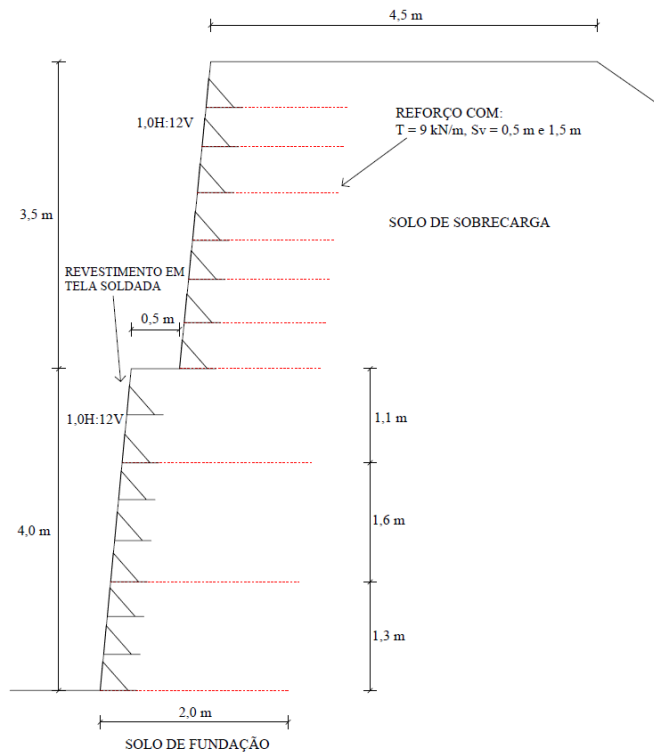 4,5 m
1,0H:12V
REFORÇO COM:
T = 9 kN/m, Sv = 0,5 m e 1,5 m
3,5 m
SOLO DE SOBRECARGA
REVESTIMENTO EM
TELA SOLDADA
0,5 m
1,0H:12V
1,1 m
4,0 m
1,6 m
1,3 m
2,0 m
SOLO DE FUNDAÇÃO